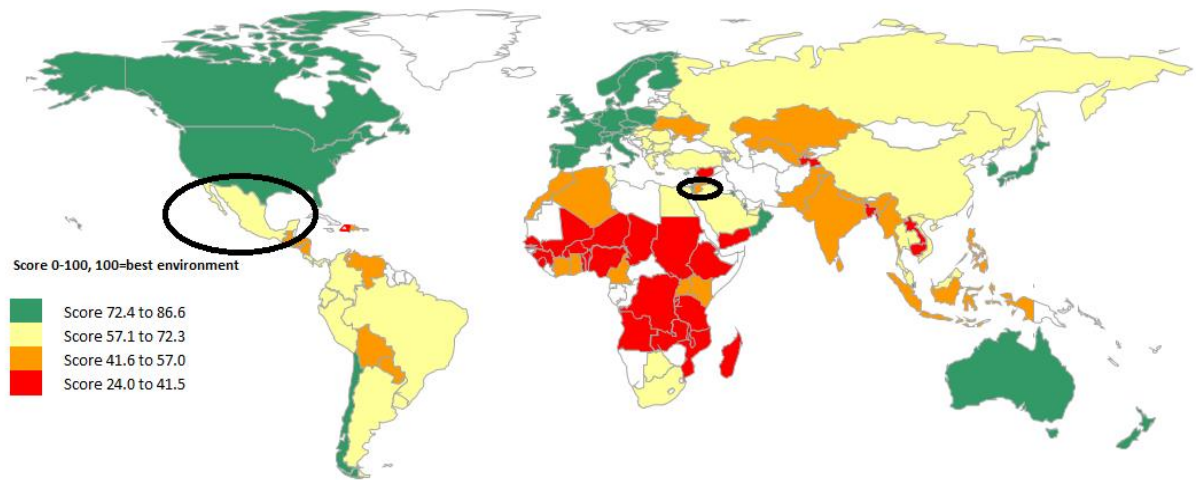 Score 0-100, 100=best environment
Score 72.4 to 86.6
Score 57.1 to 72.3
Score 41.6 to 57.0
Score 24.0 to 41.5